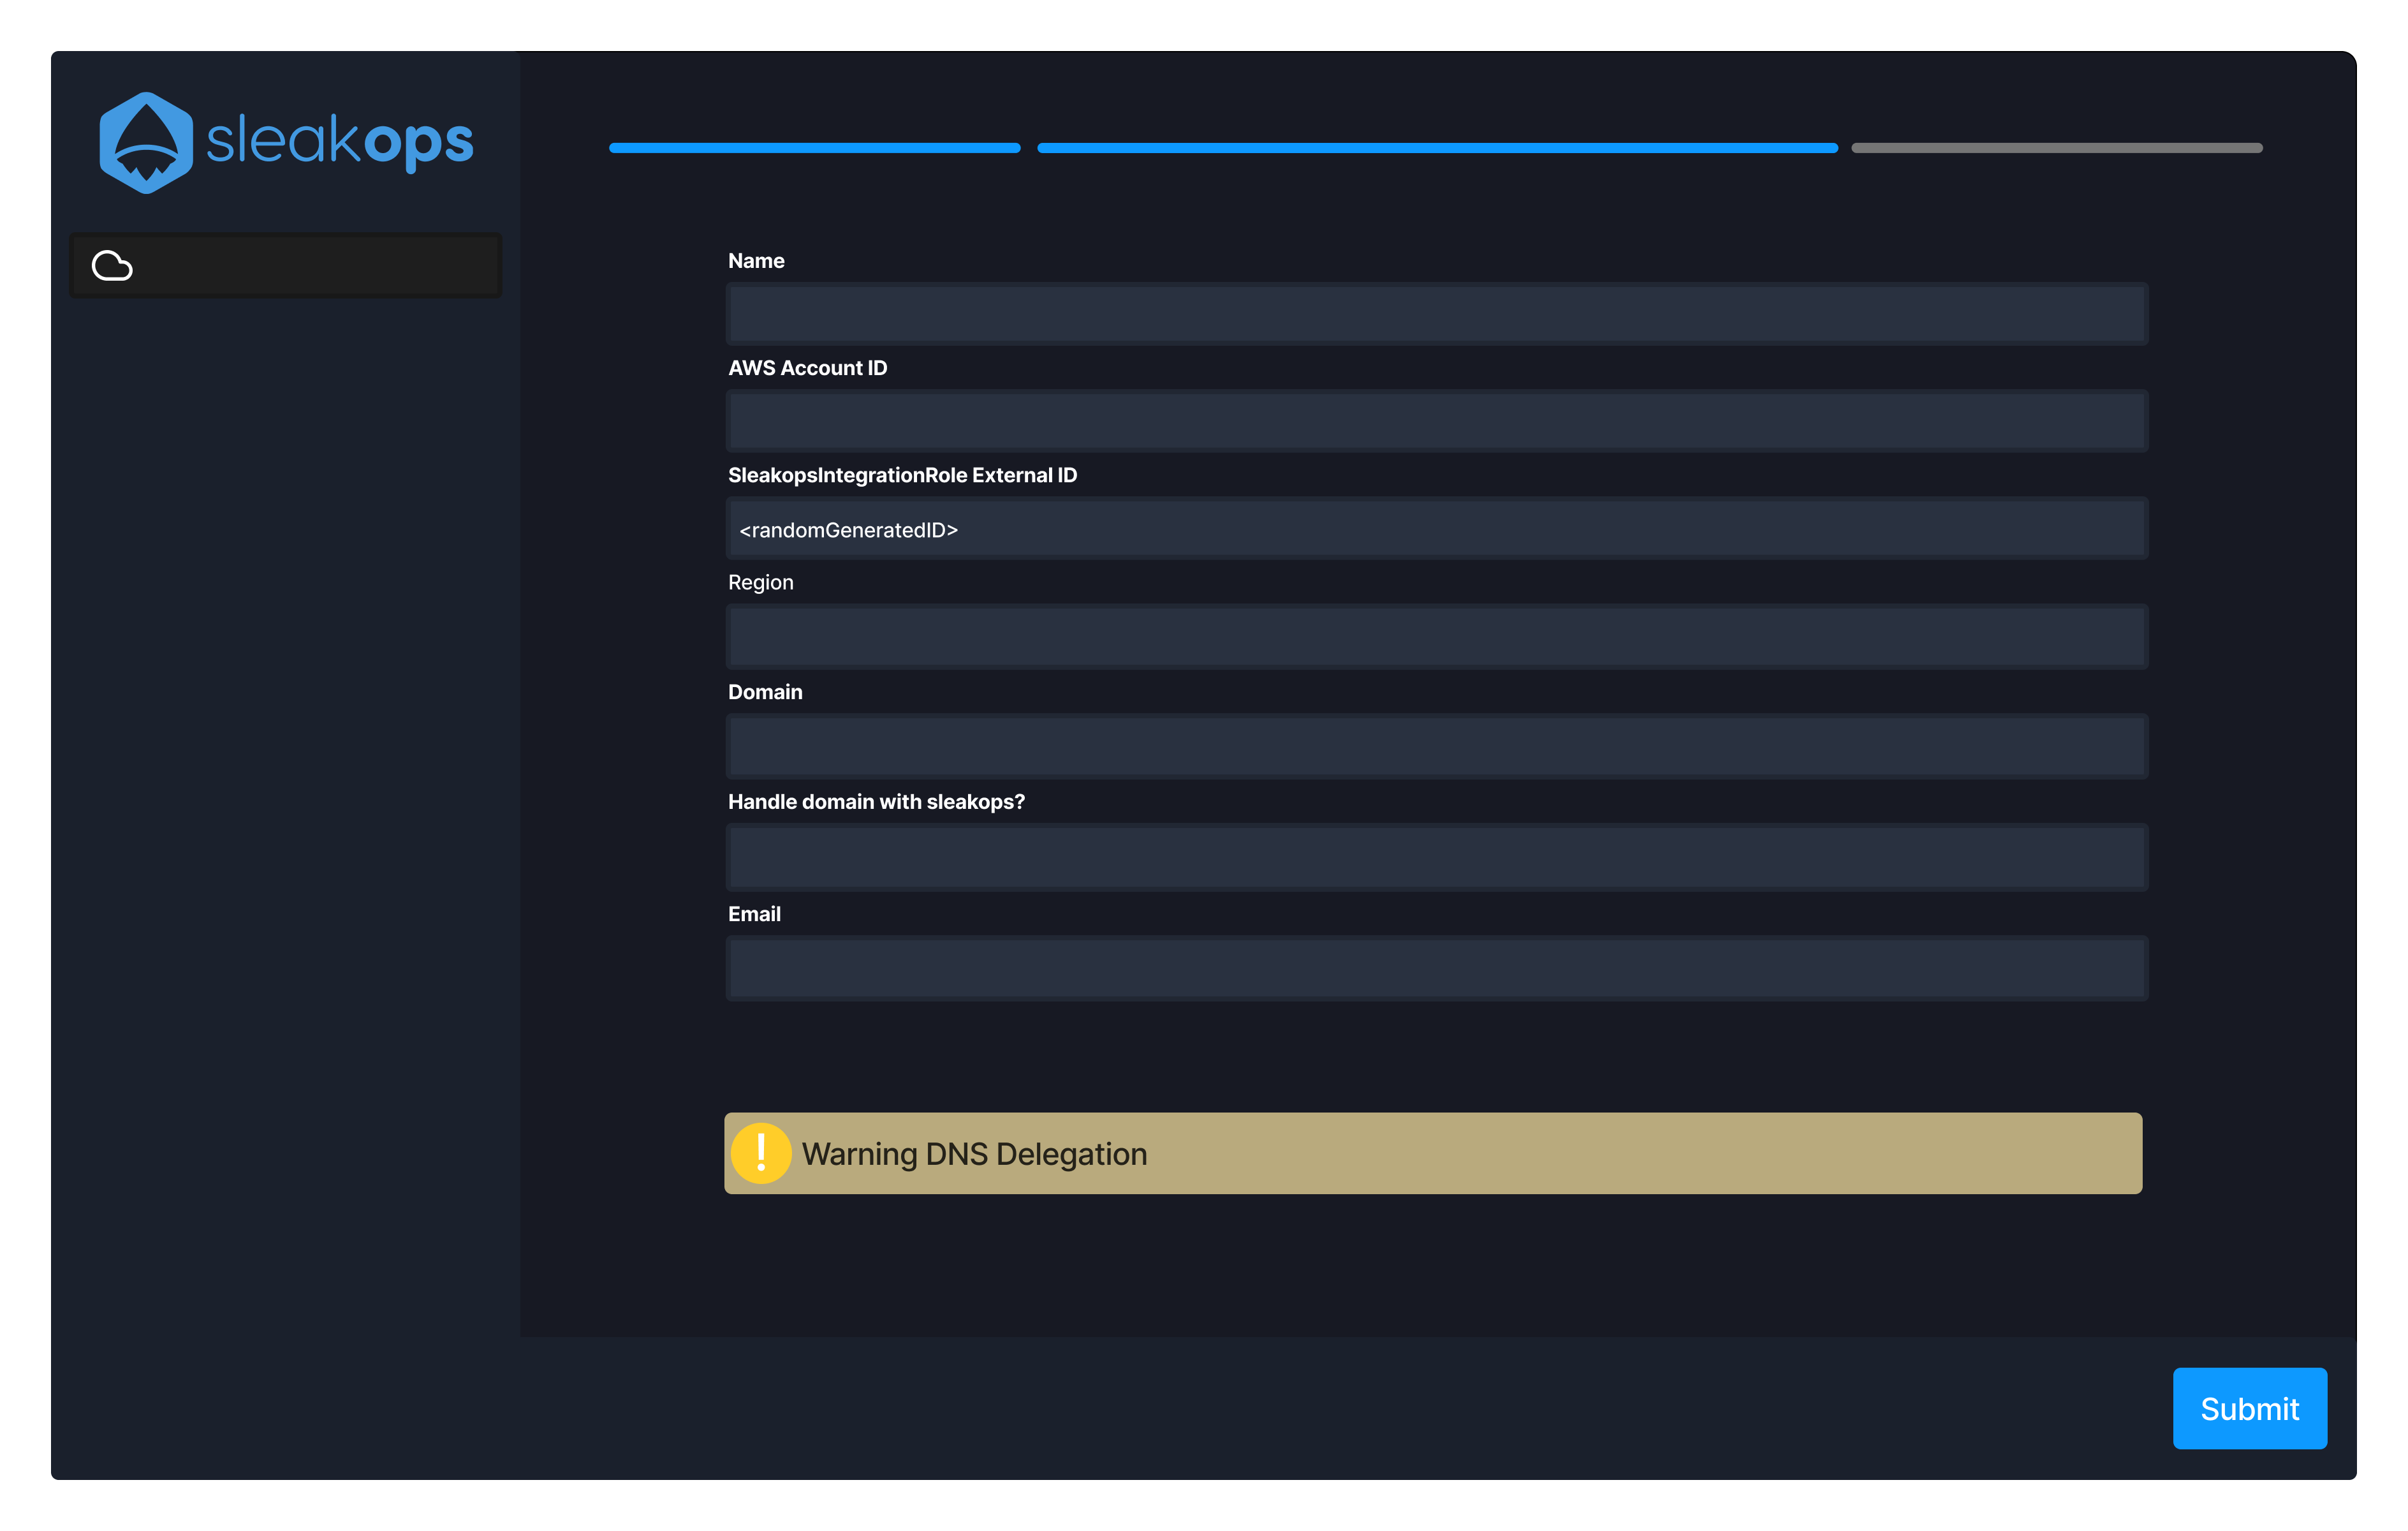 sleakops
Name
AWS Account ID
SleakopsIntegrationRole External ID
<randomGeneratedID>
Region
Domain
Handle domain with sleakops?
Email
Warning DNS Delegation
Submit